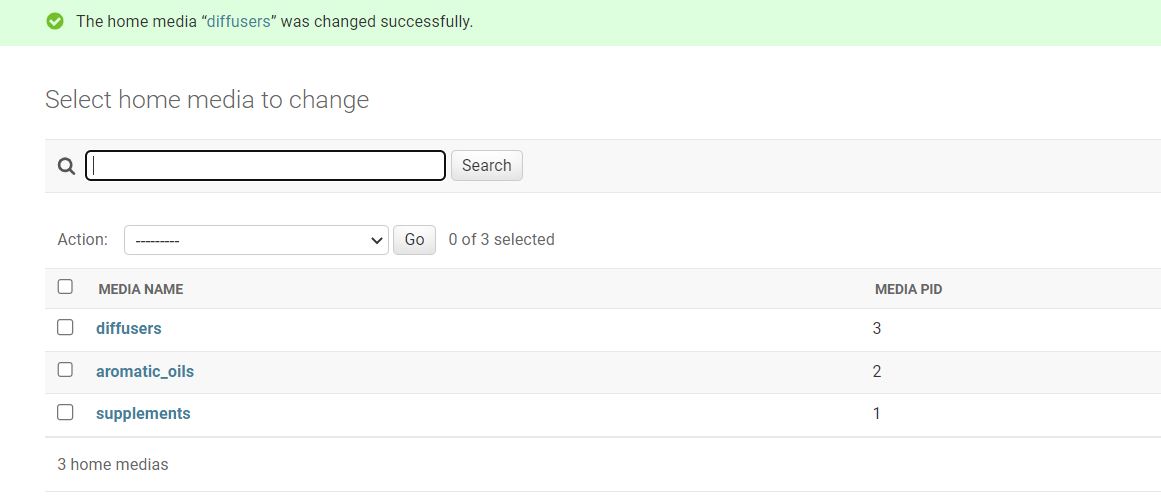 The home media “diffusers” was changed successfully.
Select home media to change
Search
Action: --------- Go 0 of 3 selected
MEDIA NAME MEDIA PID
diffusers 3
aromatic_oils 2
supplements 1
3 home medias